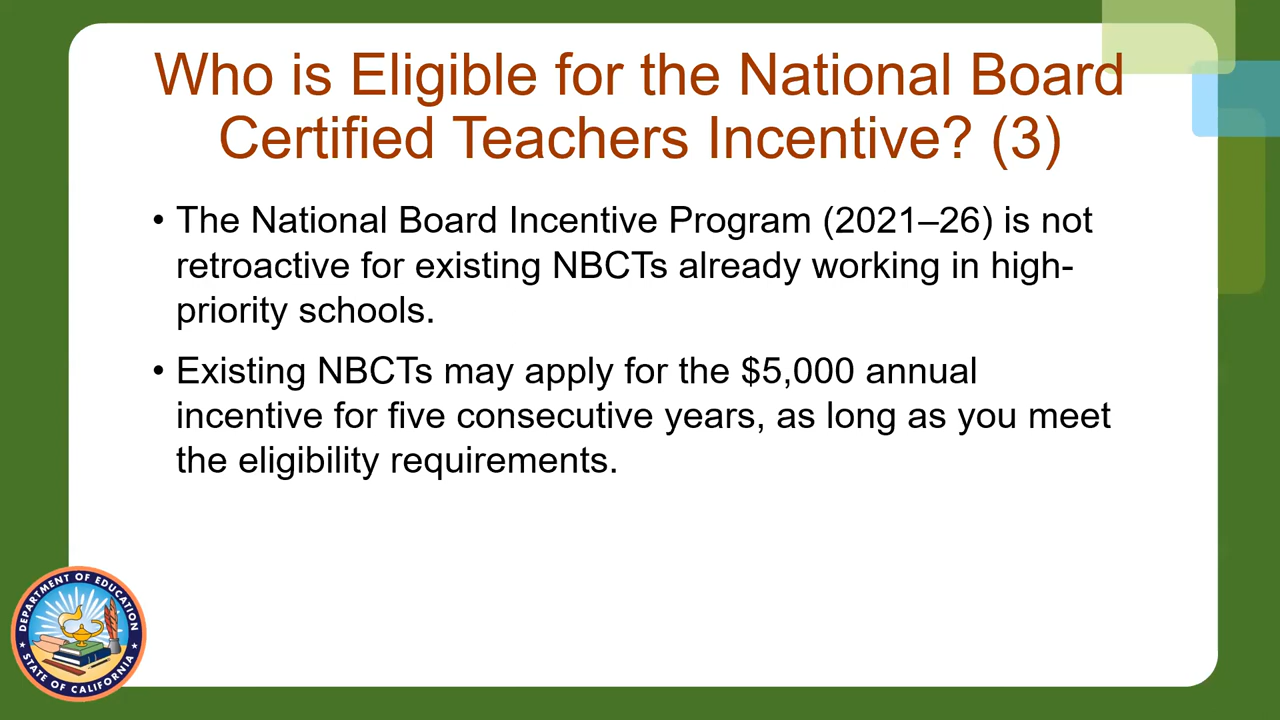 Who is Eligible for the National Board
Certified Teachers Incentive? (3)
• The National Board Incentive Program (2021–26) is not
retroactive for existing NBCTs already working in high-
priority schools.
• Existing NBCTs may apply for the $5,000 annual
incentive for five consecutive years, as long as you meet
the eligibility requirements.
DEPARTMENT OF EDUCATION
STATE OF CALIFORNIA